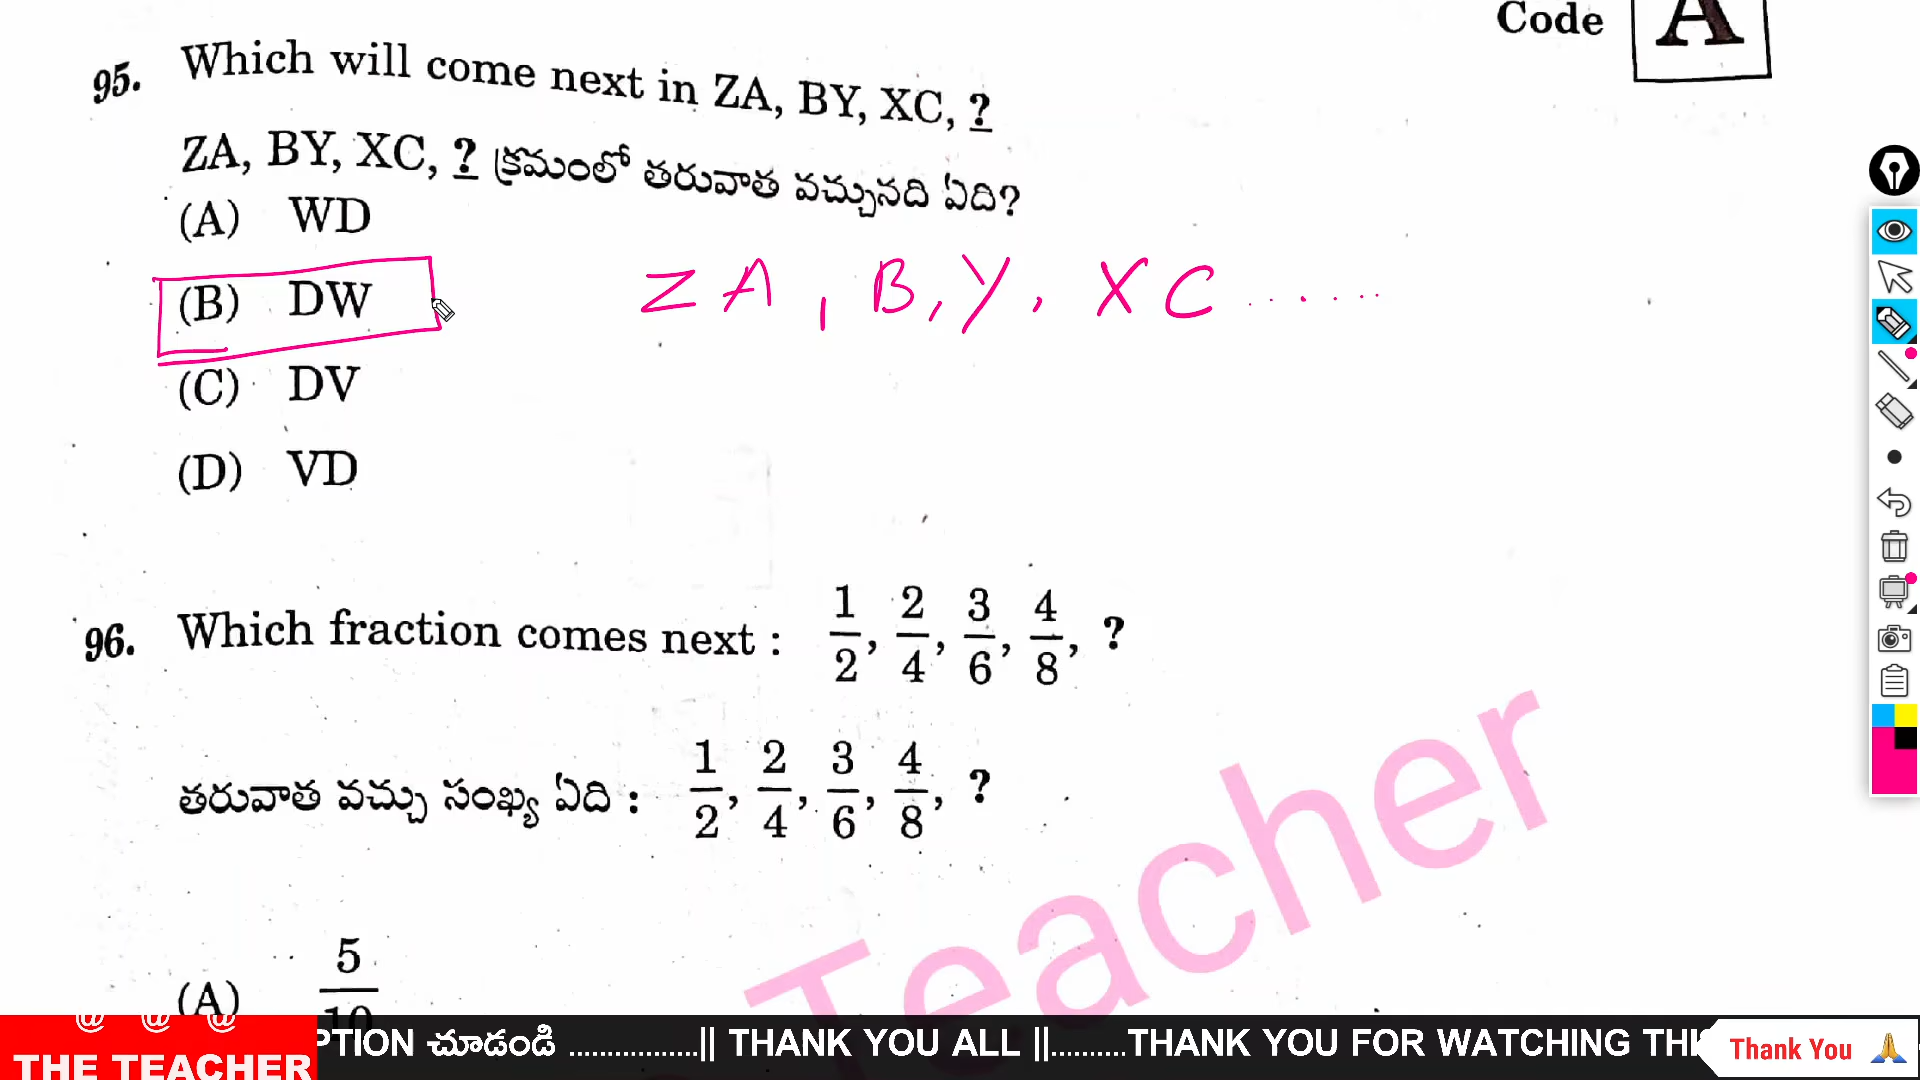 Code A
95. Which will come next in ZA, BY, XC, ?
ZA, BY, XC, ? క్రమంలో తరువాత వచ్చునది ఏది?
(A) WD
(B) DW
Z A , B, Y, X C ......
(C) DV
(D) VD
96. Which fraction comes next : 1/2, 2/4, 3/6, 4/8, ?
తరువాత వచ్చు సంఖ్య ఏది : 1/2, 2/4, 3/6, 4/8, ?
(A) 5/10
Teacher
@ @ @
THE TEACHER
PTION చూడండి .................|| THANK YOU ALL ||..........THANK YOU FOR WATCHING THI
Thank You